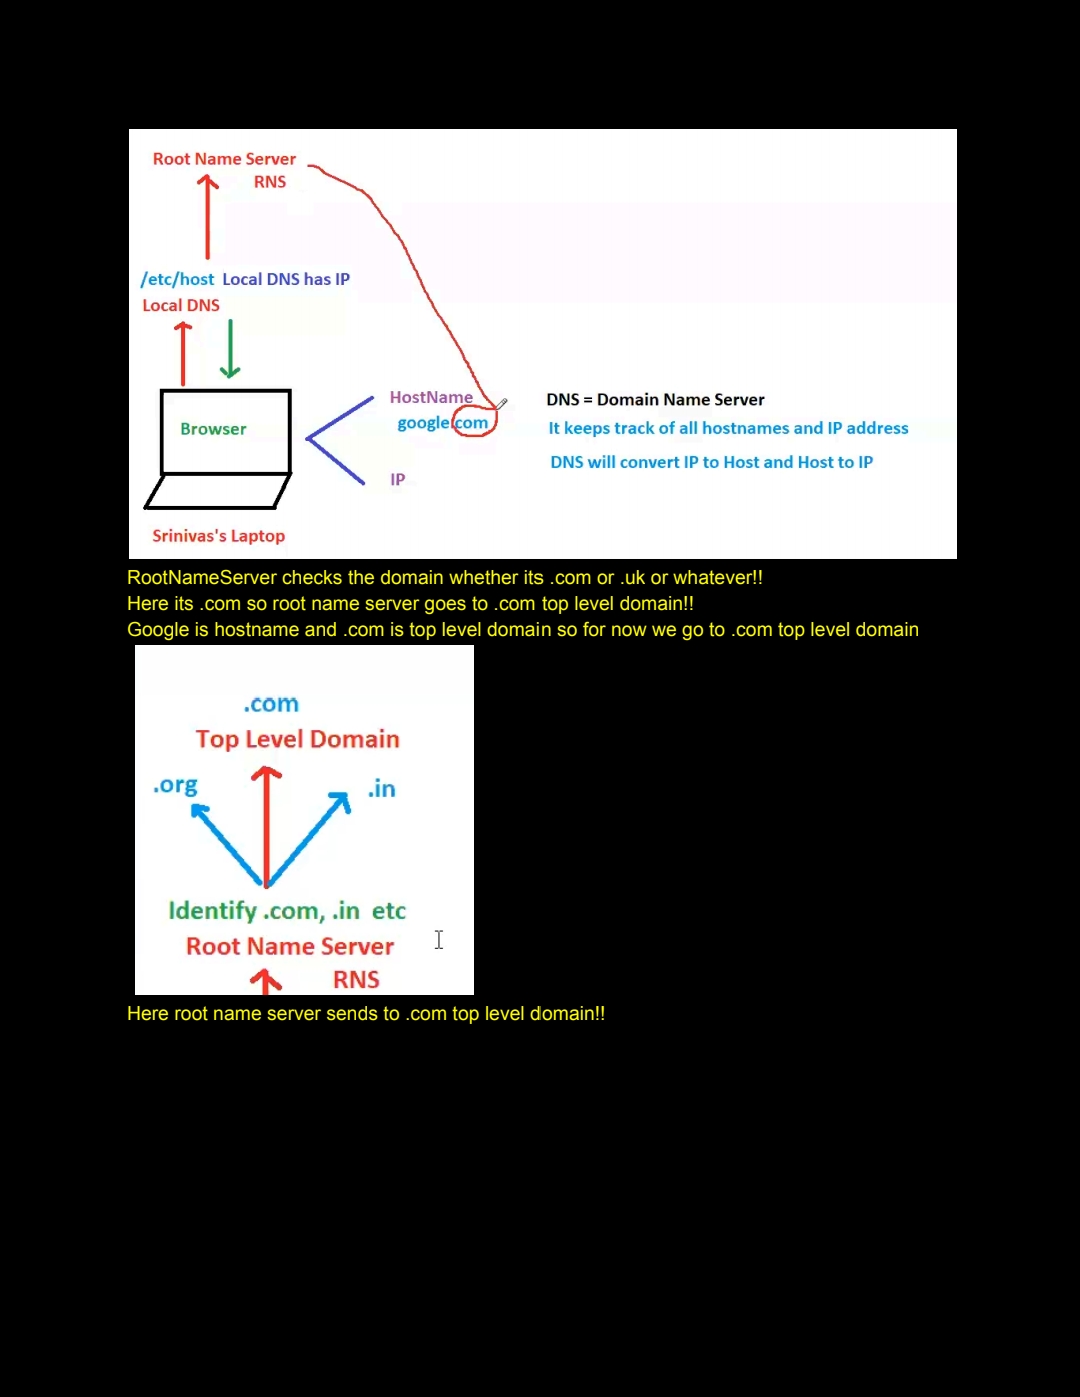 Root Name Server
RNS
/etc/host Local DNS has IP
Local DNS
HostName
google.com
IP
Browser
Srinivas's Laptop
DNS = Domain Name Server
It keeps track of all hostnames and IP address
DNS will convert IP to Host and Host to IP
RootNameServer checks the domain whether its .com or .uk or whatever!!
Here its .com so root name server goes to .com top level domain!!
Google is hostname and .com is top level domain so for now we go to .com top level domain
.com
Top Level Domain
.org
.in
Identify .com, .in etc
Root Name Server
RNS
Here root name server sends to .com top level domain!!